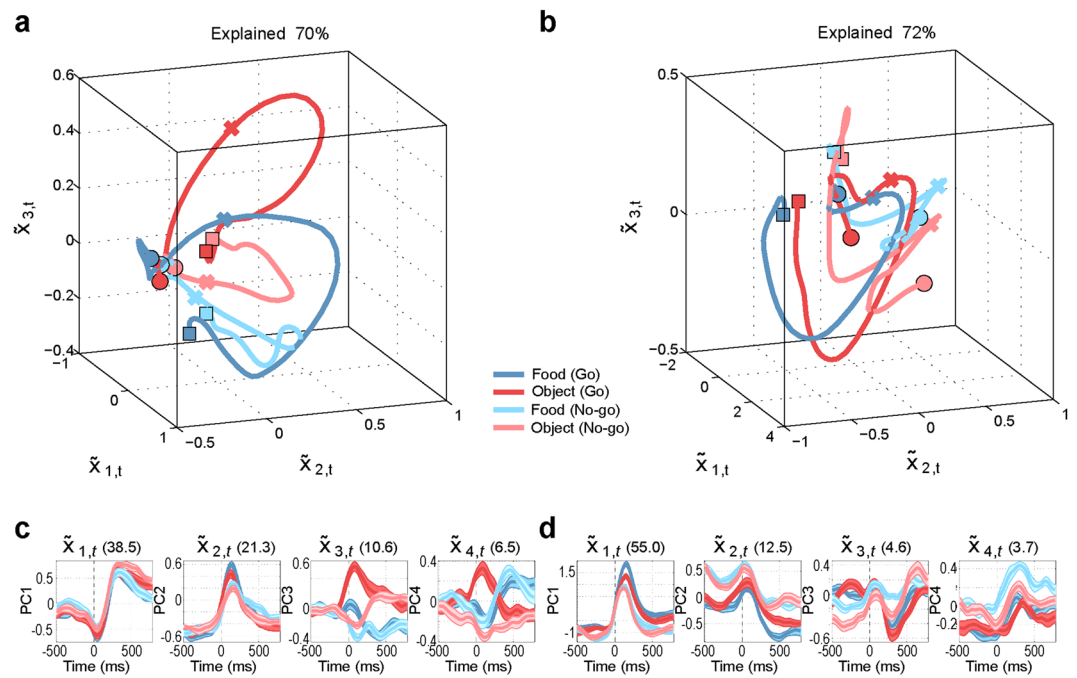 a
Explained 70%
0.6
0.4
0.2
0
−0.2
−0.4
x̃3,t
−1
0
1
x̃1,t
−0.5
0
0.5
1
x̃2,t
b
Explained 72%
0.5
0
−0.5
x̃3,t
−2
0
2
4
x̃1,t
−1
−0.5
0
0.5
1
x̃2,t
Food (Go)
Object (Go)
Food (No-go)
Object (No-go)
c
x̃1,t (38.5)
PC1
0.5
0
-0.5
-500 0 500
Time (ms)
x̃2,t (21.3)
PC2
0.6
0
-0.6
-500 0 500
Time (ms)
x̃3,t (10.6)
PC3
0.6
0
-0.4
-500 0 500
Time (ms)
x̃4,t (6.5)
PC4
0.4
0
-0.4
-500 0 500
Time (ms)
d
x̃1,t (55.0)
PC1
1.5
-1
-500 0 500
Time (ms)
x̃2,t (12.5)
PC2
0.5
0
-0.5
-500 0 500
Time (ms)
x̃3,t (4.6)
PC3
0.4
0
-0.6
-500 0 500
Time (ms)
x̃4,t (3.7)
PC4
0.4
0
-0.2
-500 0 500
Time (ms)